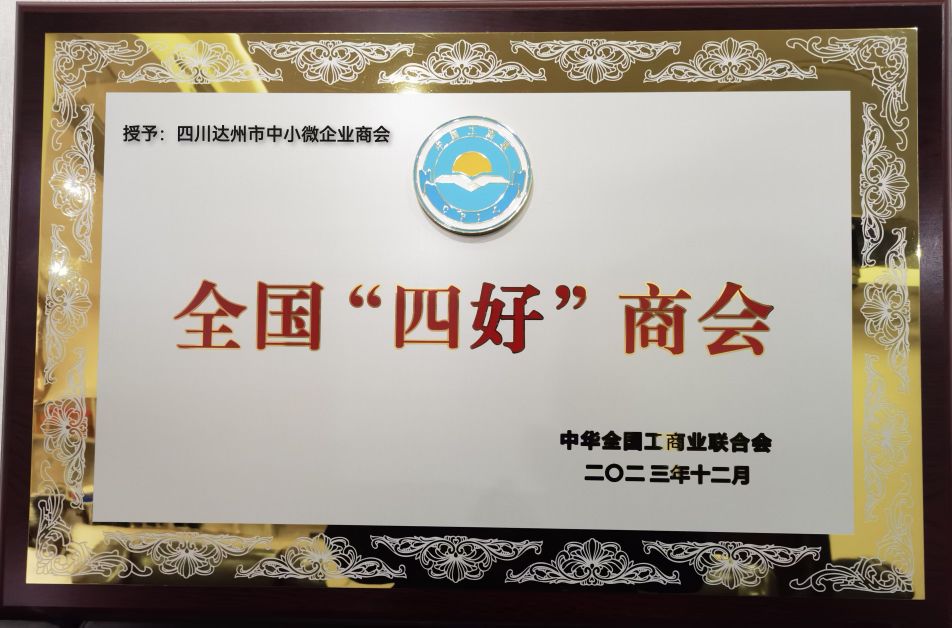 授予：四川达州市中小微企业商会
全国“四好”商会
中华全国工商业联合会
二〇二三年十二月